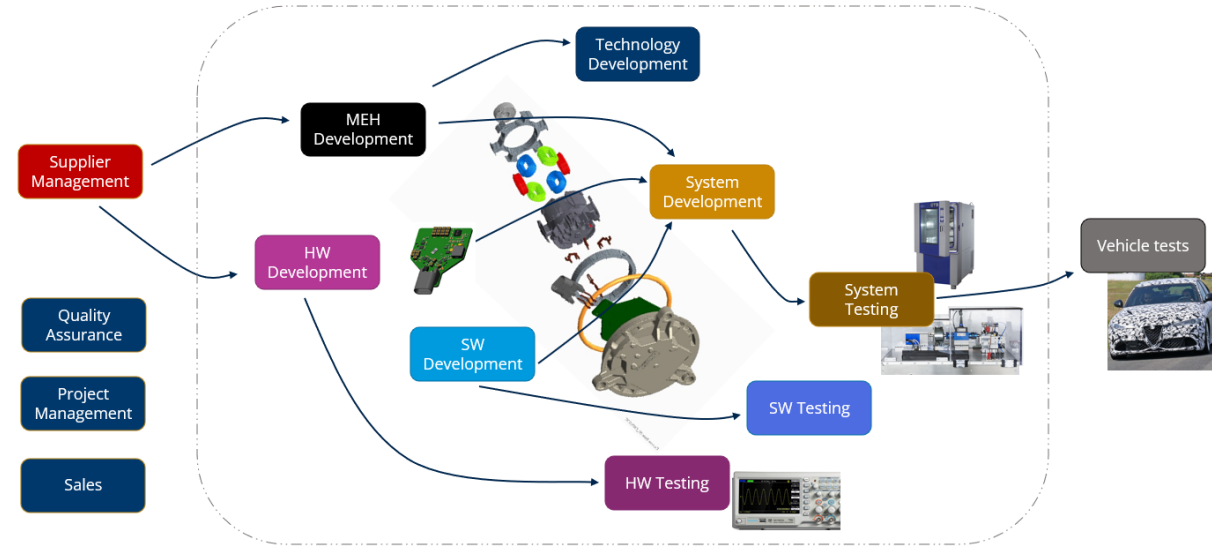 Technology
Development
MEH
Development
Supplier
Management
System
Development
HW
Development
Vehicle tests
System
Testing
Quality
Assurance
SW
Development
Project
Management
SW Testing
Sales
HW Testing